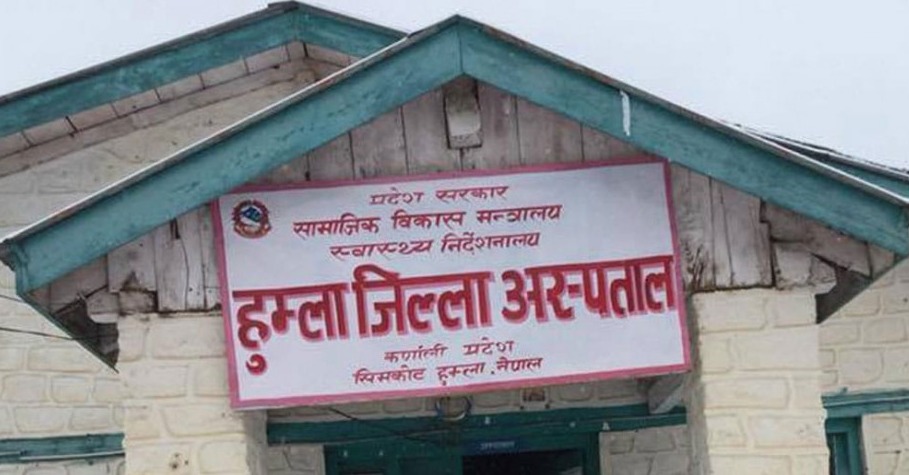 प्रदेश सरकार
सामाजिक विकास मन्त्रालय
स्वास्थ्य निर्देशनालय
हुम्ला जिल्ला अस्पताल
कर्णाली प्रदेश
सिमकोट हुम्ला, नेपाल